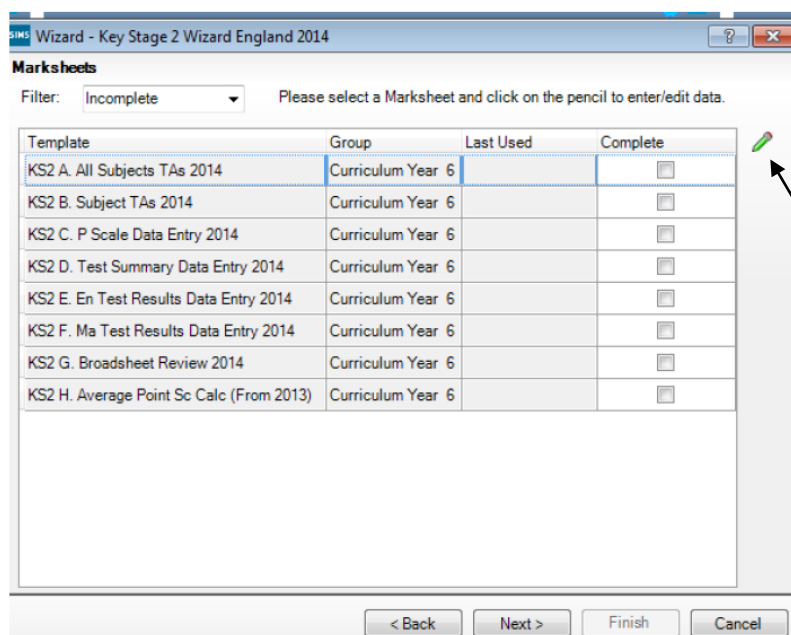 SIMS Wizard - Key Stage 2 Wizard England 2014
?
Marksheets
Filter: Incomplete Please select a Marksheet and click on the pencil to enter/edit data.
Template Group Last Used Complete
KS2 A. All Subjects TAs 2014 Curriculum Year 6
KS2 B. Subject TAs 2014 Curriculum Year 6
KS2 C. P Scale Data Entry 2014 Curriculum Year 6
KS2 D. Test Summary Data Entry 2014 Curriculum Year 6
KS2 E. En Test Results Data Entry 2014 Curriculum Year 6
KS2 F. Ma Test Results Data Entry 2014 Curriculum Year 6
KS2 G. Broadsheet Review 2014 Curriculum Year 6
KS2 H. Average Point Sc Calc (From 2013) Curriculum Year 6
< Back Next > Finish Cancel